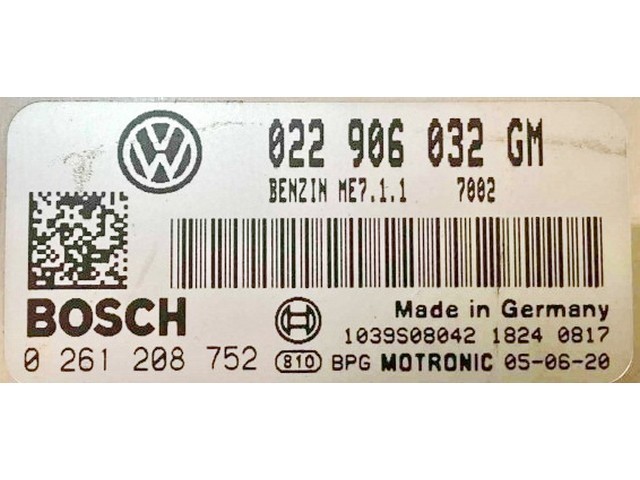 022 906 032 GM
BENZIN ME7.1.1 7002
BOSCH
Made in Germany
1039S08042 1824 0817
0 261 208 752 810 BPG MOTRONIC 05-06-20